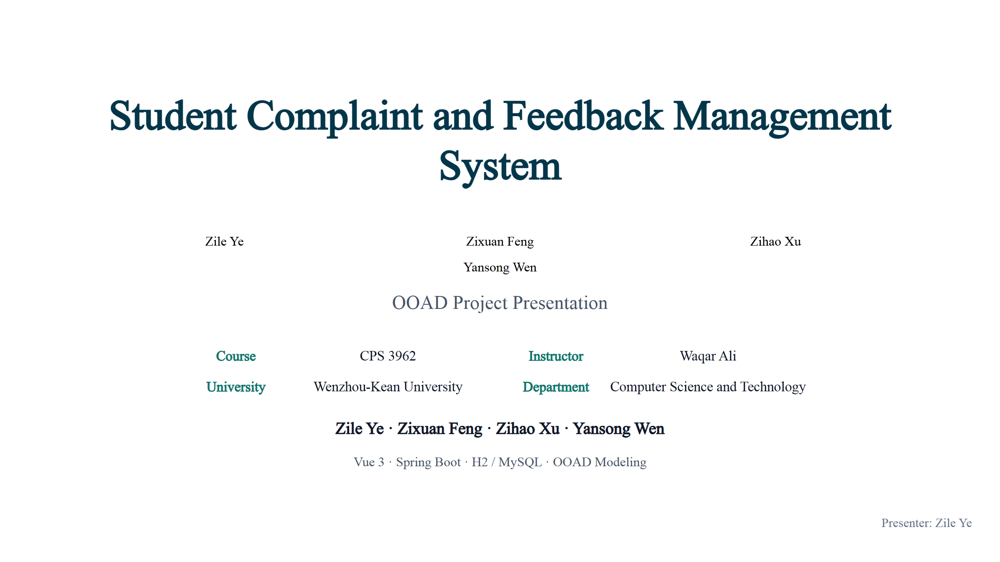 Student Complaint and Feedback Management
System
Zile Ye Zixuan Feng Zihao Xu
Yansong Wen
OOAD Project Presentation
Course CPS 3962 Instructor Waqar Ali
University Wenzhou-Kean University Department Computer Science and Technology
Zile Ye · Zixuan Feng · Zihao Xu · Yansong Wen
Vue 3 · Spring Boot · H2 / MySQL · OOAD Modeling
Presenter: Zile Ye